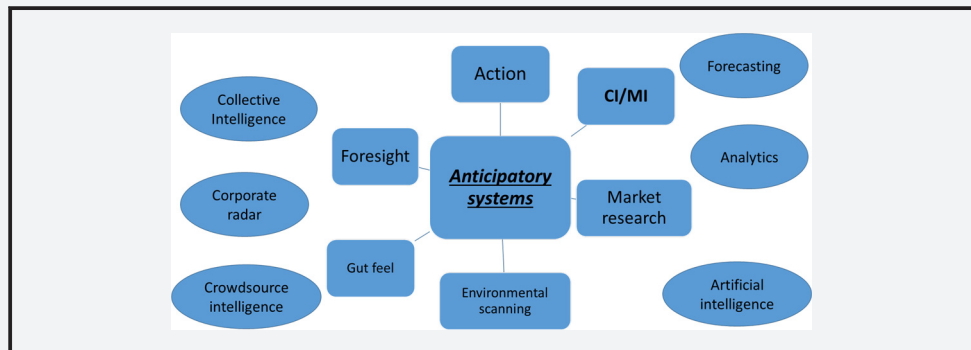 Action
Forecasting
CI/MI
Collective
Intelligence
Foresight
Analytics
Anticipatory
systems
Corporate
radar
Market
research
Gut feel
Crowdsource
intelligence
Environmental
scanning
Artificial
intelligence